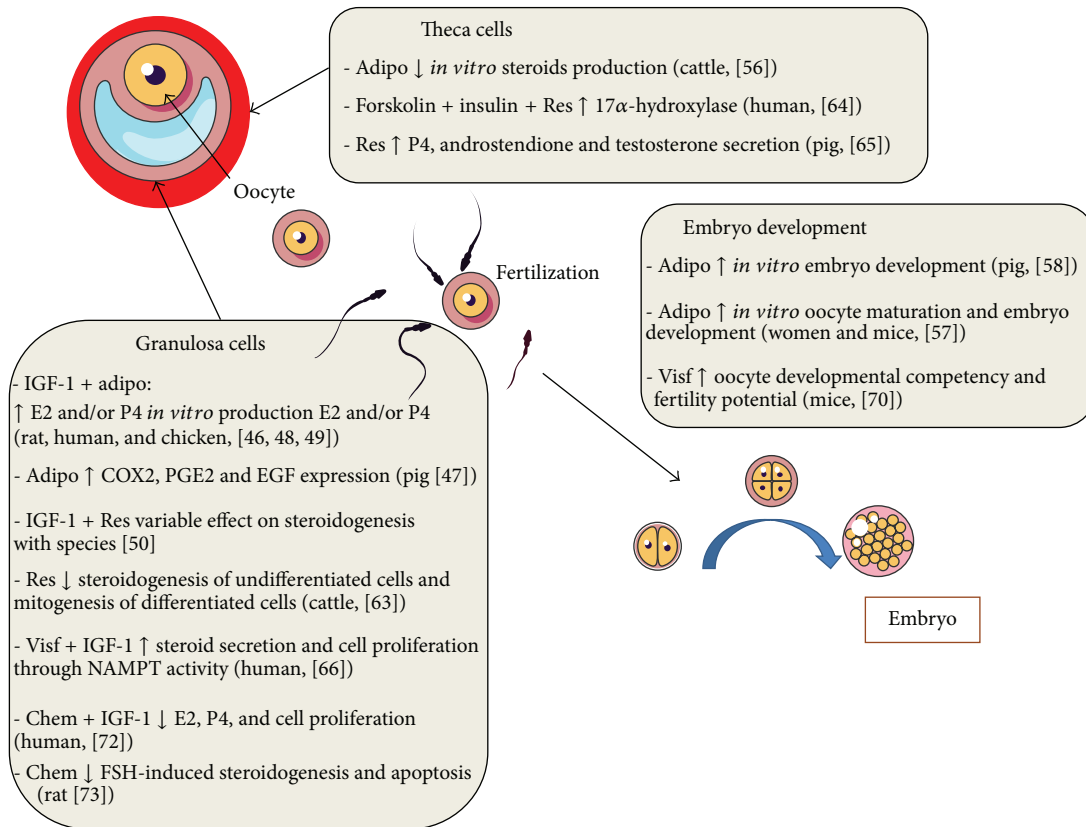 Theca cells
- Adipo ↓ in vitro steroids production (cattle, [56])
- Forskolin + insulin + Res ↑ 17α-hydroxylase (human, [64])
- Res ↑ P4, androstendione and testosterone secretion (pig, [65])
Oocyte
Fertilization
Embryo development
- Adipo ↑ in vitro embryo development (pig, [58])
- Adipo ↑ in vitro oocyte maturation and embryo
development (women and mice, [57])
- Visf ↑ oocyte developmental competency and
fertility potential (mice, [70])
Granulosa cells
- IGF-1 + adipo:
↑ E2 and/or P4 in vitro production E2 and/or P4
(rat, human, and chicken, [46, 48, 49])
- Adipo ↑ COX2, PGE2 and EGF expression (pig [47])
- IGF-1 + Res variable effect on steroidogenesis
with species [50]
- Res ↓ steroidogenesis of undifferentiated cells and
mitogenesis of differentiated cells (cattle, [63])
- Visf + IGF-1 ↑ steroid secretion and cell proliferation
through NAMPT activity (human, [66])
- Chem + IGF-1 ↓ E2, P4, and cell proliferation
(human, [72])
- Chem ↓ FSH-induced steroidogenesis and apoptosis
(rat [73])
Embryo